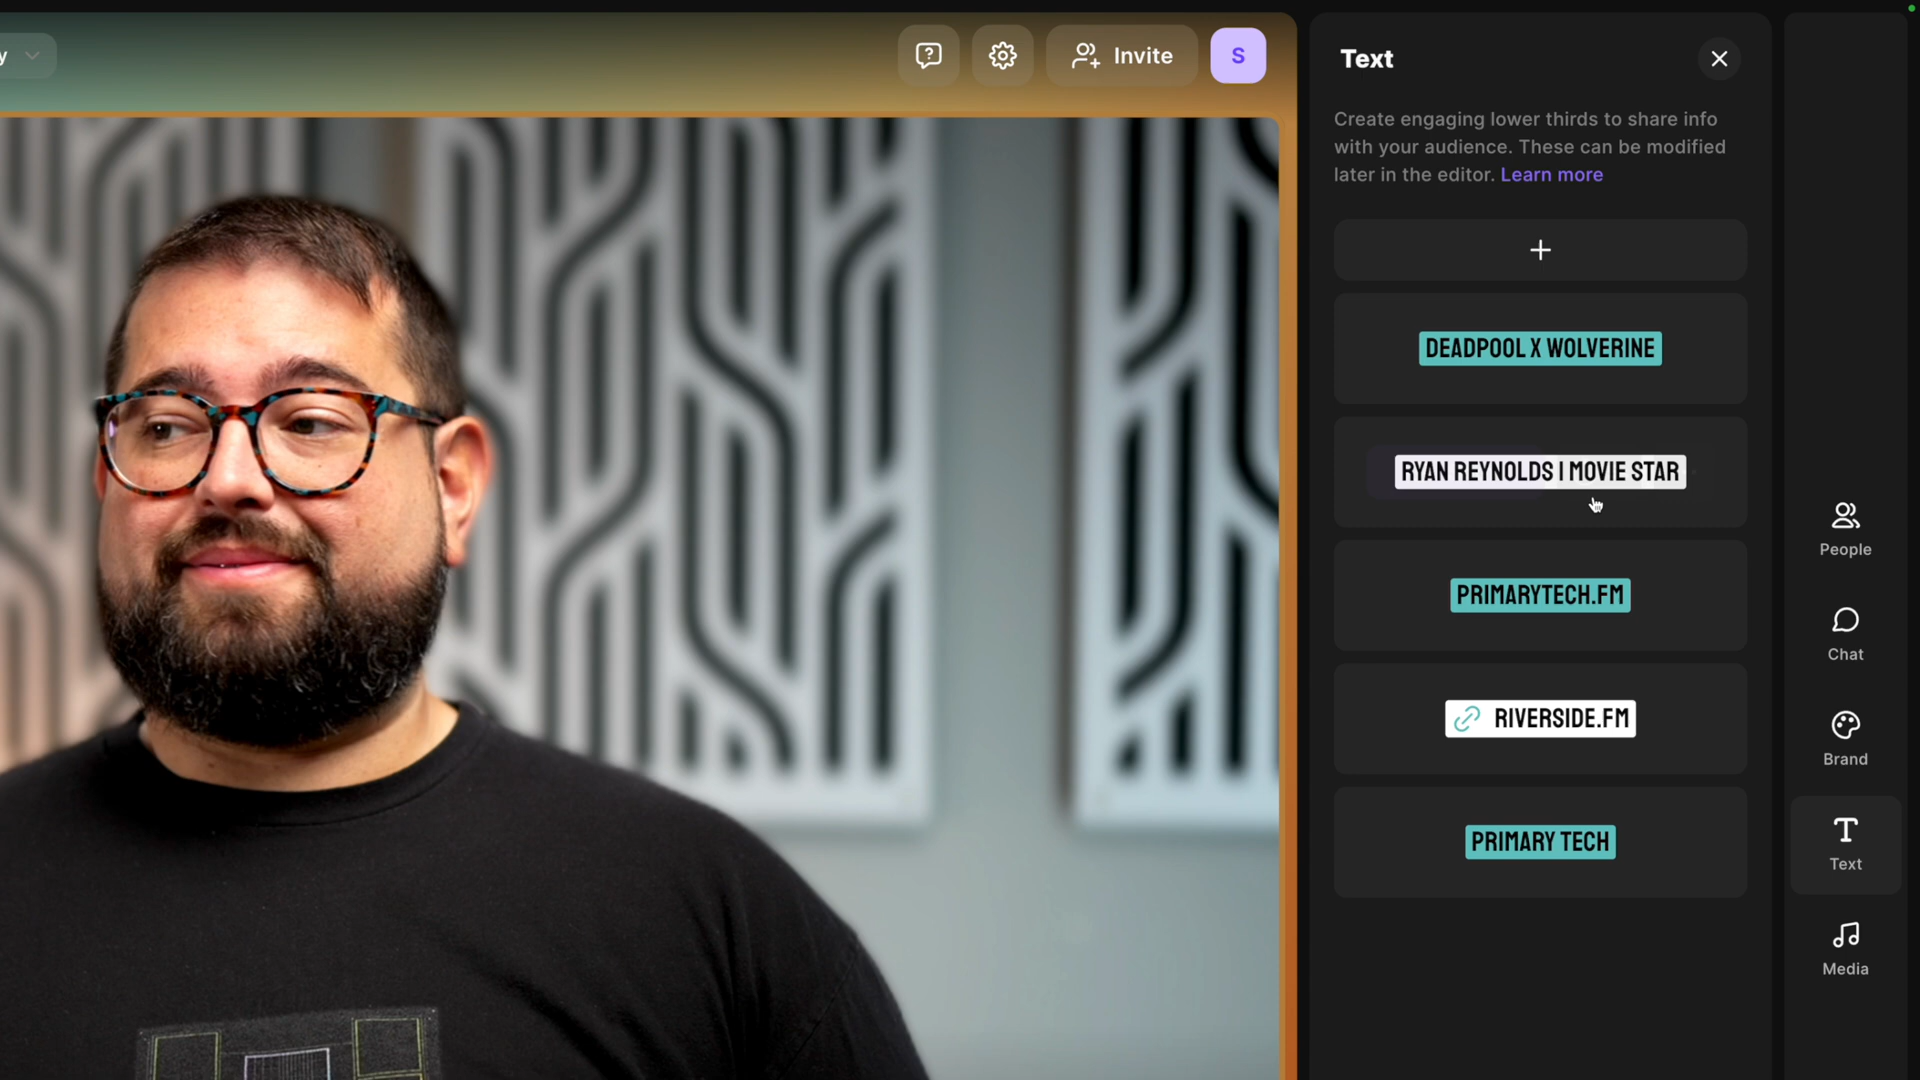 y
Invite
S
Text
Create engaging lower thirds to share info
with your audience. These can be modified
later in the editor. Learn more
DEADPOOL X WOLVERINE
RYAN REYNOLDS | MOVIE STAR
PRIMARYTECH.FM
RIVERSIDE.FM
PRIMARY TECH
People
Chat
Brand
Text
Media